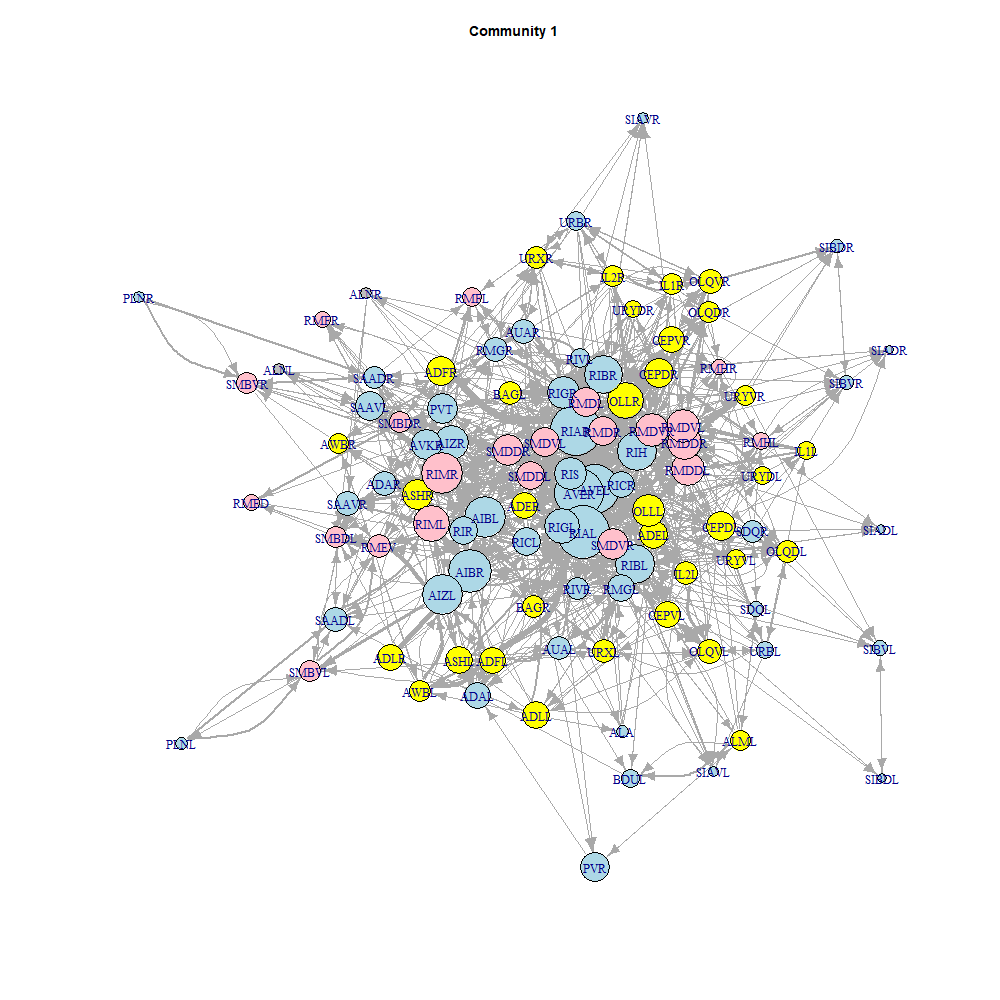 Community 1
SIAVR
URBR
SIBDR
URXR
IL2R
IL1R
OLQVR
PLNR
ALNR
RMFL
URYDR
OLQDR
RMFR
AUAR
CEPVR
RMGR
RIVL
SIADR
ALNL
SAADR
ADFR
RIBR
CEPDR
RMHR
SMBVR
SIBVR
BAGL
RIGR
URYVR
SAAVL
PVT
RMDL
OLLR
SMBDR
RIAR
RMDR
RMDVR
RMDVL
AWBR
AVKR
AIZR
SMDVL
RMDDR
RMHL
SMDDR
RIH
IL1L
RIMR
SMDDL
RIS
RMDDL
URYDL
ADAR
RICR
ASHR
AVER
AVEL
RMED
SAAVR
ADER
OLLL
AIBL
RIML
RIR
RIGL
CEPDL
SDQR
SIADL
SMBDL
RIAL
ADEL
RMEV
RICL
SMDVR
OLQDL
URYVL
AIBR
RIBL
IL2L
AIZL
RIVR
RMGL
BAGR
SDQL
SAADL
CEPVL
AUAL
URXL
OLQVL
URBL
SIBVL
ADLR
ASHL
ADFL
SMBVL
AWBL
ADAL
ADLL
ALA
PLNL
ALML
SIAVL
BDUL
SIBDL
PVR